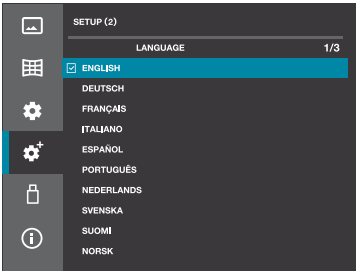 SETUP (2)
LANGUAGE 1/3
ENGLISH
DEUTSCH
FRANÇAIS
ITALIANO
ESPAÑOL
PORTUGUÊS
NEDERLANDS
SVENSKA
SUOMI
NORSK